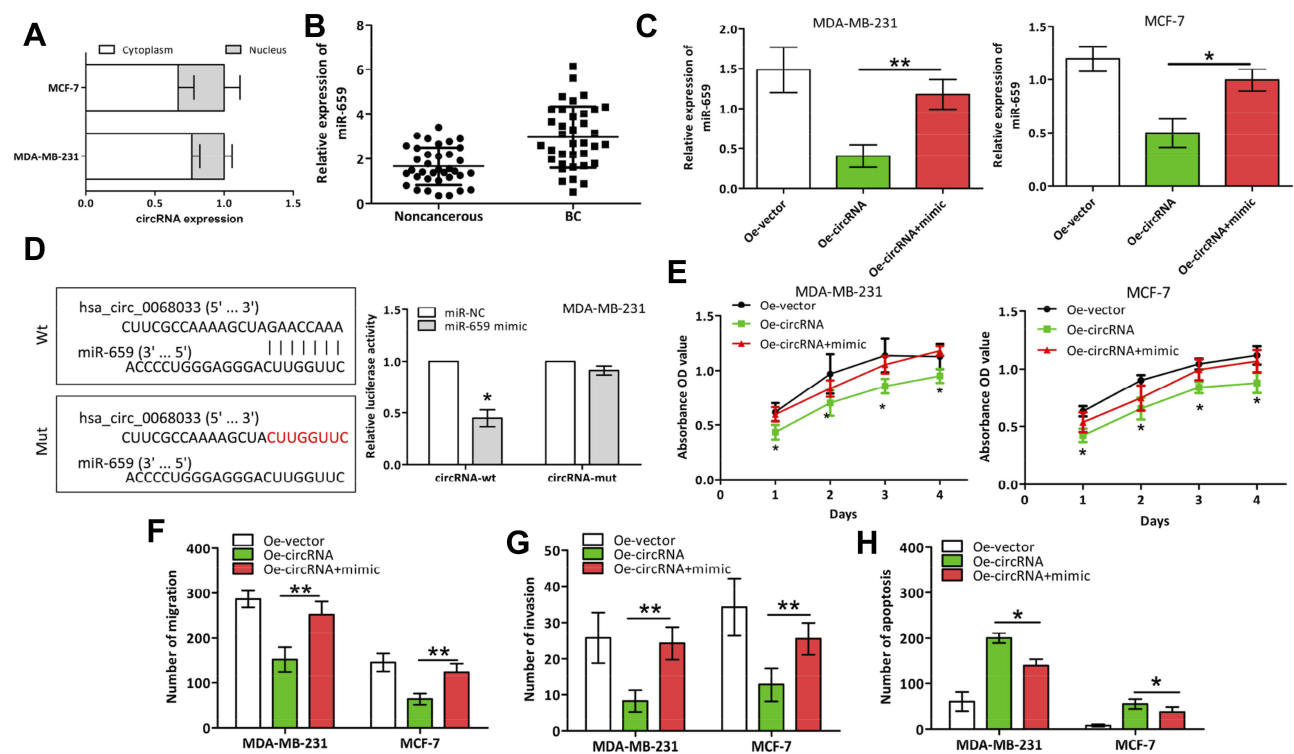 A
Cytoplasm
Nucleus
MCF-7
MDA-MB-231
0.0
0.5
1.0
1.5
circRNA expression
B
Relative expression of
miR-659
8
6
4
2
0
Noncancerous
BC
C
MDA-MB-231
Relative expression of
miR-659
2.0
1.5
1.0
0.5
0.0
**
Oe-vector
Oe-circRNA
Oe-circRNA+mimic
MCF-7
Relative expression of
miR-659
1.5
1.0
0.5
0.0
*
Oe-vector
Oe-circRNA
Oe-circRNA+mimic
D
Wt
hsa_circ_0068033 (5' ... 3')
CUUCGCCAAAAGCUAGAACCAAA
miR-659 (3' ... 5')
ACCCCUGGGAGGGACUUGGUUC
Mut
hsa_circ_0068033 (5' ... 3')
CUUCGCCAAAAGCUACUUGGUUC
miR-659 (3' ... 5')
ACCCCUGGGAGGGACUUGGUUC
Relative luciferase activity
1.5
1.0
0.5
0.0
miR-NC
miR-659 mimic
MDA-MB-231
*
circRNA-wt
circRNA-mut
E
MDA-MB-231
Oe-vector
Oe-circRNA
Oe-circRNA+mimic
Absorbance OD value
1.5
1.0
0.5
0.0
* * * *
0 1 2 3 4
Days
MCF-7
Oe-vector
Oe-circRNA
Oe-circRNA+mimic
Absorbance OD value
1.5
1.0
0.5
0.0
* * * *
0 1 2 3 4
Days
F
Oe-vector
Oe-circRNA
Oe-circRNA+mimic
Number of migration
400
300
200
100
0
**
**
MDA-MB-231
MCF-7
G
Oe-vector
Oe-circRNA
Oe-circRNA+mimic
Number of invasion
50
40
30
20
10
0
**
**
MDA-MB-231
MCF-7
H
Oe-vector
Oe-circRNA
Oe-circRNA+mimic
Number of apoptosis
400
300
200
100
0
*
*
MDA-MB-231
MCF-7